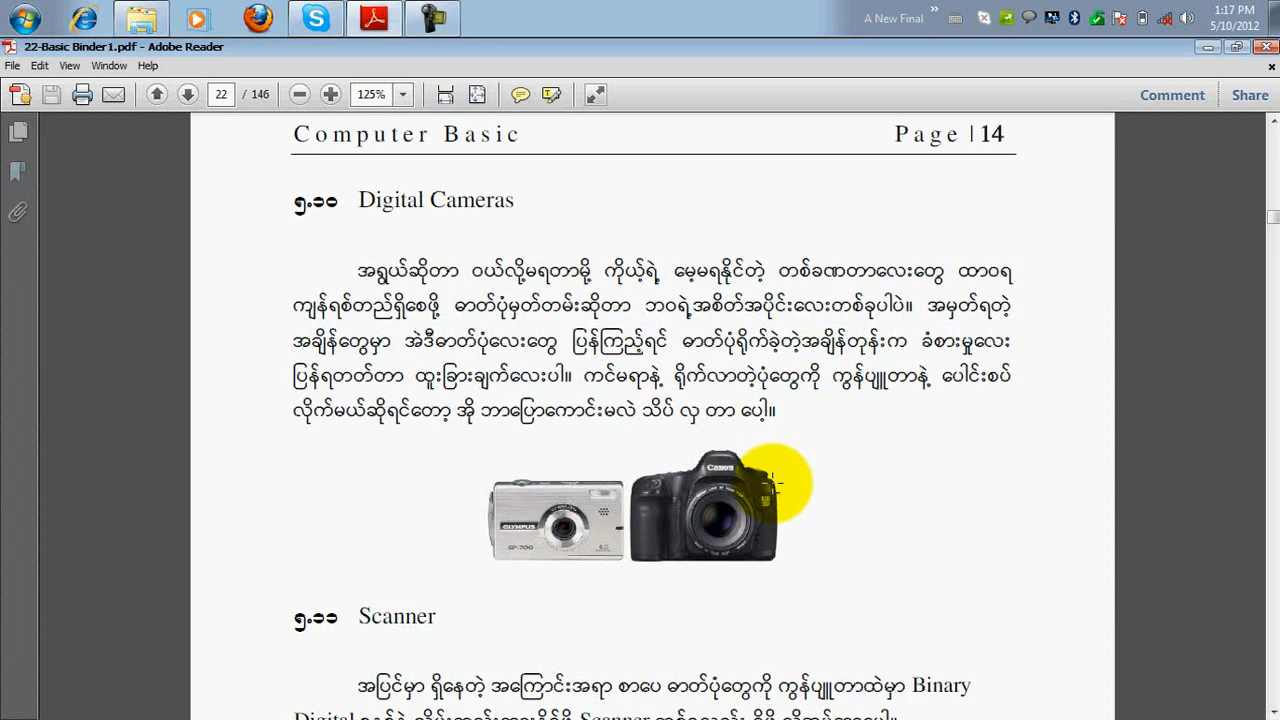 A New Final
1:17 PM
5/10/2012
22-Basic Binder1.pdf - Adobe Reader
File Edit View Window Help
22 / 146 125% Comment Share
Computer Basic Page | 14
၅.၁၀ Digital Cameras
အရွယ်ဆိုတာ ဝယ်လို့မရတာမို့ ကိုယ့်ရဲ့ မေ့မရနိုင်တဲ့ တစ်ခဏတာလေးတွေ ထာဝရ
ကျန်ရစ်တည်ရှိစေဖို့ ဓာတ်ပုံမှတ်တမ်းဆိုတာ ဘဝရဲ့အစိတ်အပိုင်းလေးတစ်ခုပါပဲ။ အမှတ်ရတဲ့
အချိန်တွေမှာ အဲဒီဓာတ်ပုံလေးတွေ ပြန်ကြည့်ရင် ဓာတ်ပုံရိုက်ခဲ့တဲ့အချိန်တုန်းက ခံစားမှုလေး
ပြန်ရတတ်တာ ထူးခြားချက်လေးပါ။ ကင်မရာနဲ့ ရိုက်လာတဲ့ပုံတွေကို ကွန်ပျူတာနဲ့ ပေါင်းစပ်
လိုက်မယ်ဆိုရင်တော့ အို ဘာပြောကောင်းမလဲ သိပ် လှ တာ ပေါ့။
OLYMPUS
Canon
၅.၁၁ Scanner
အပြင်မှာ ရှိနေတဲ့ အကြောင်းအရာ စာပေ ဓာတ်ပုံတွေကို ကွန်ပျူတာထဲမှာ Binary
Digital Scanner